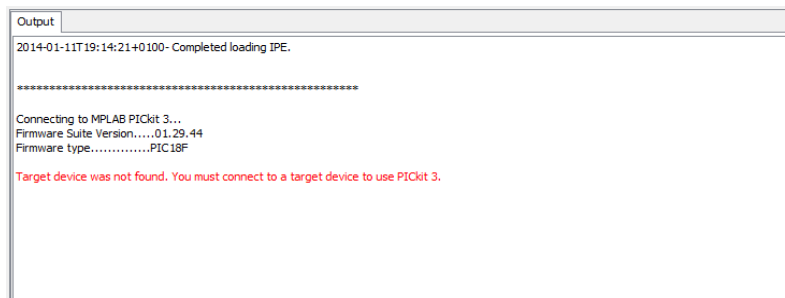 Output
2014-01-11T19:14:21+0100- Completed loading IPE.
*****************************************************
Connecting to MPLAB PICkit 3...
Firmware Suite Version.....01.29.44
Firmware type..............PIC18F
Target device was not found. You must connect to a target device to use PICkit 3.